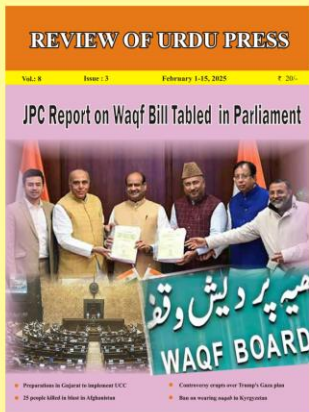 REVIEW OF URDU PRESS
Vol.: 8 Issue : 3 February 1-15, 2025 ₹ 20/-
JPC Report on Waqf Bill Tabled in Parliament
پردیش وقف
WAQF BOARD
Preparations in Gujarat to implement UCC
Controversy erupts over Trump's Gaza plan
25 people killed in blast in Afghanistan
Ban on wearing naqab in Kyrgyzstan